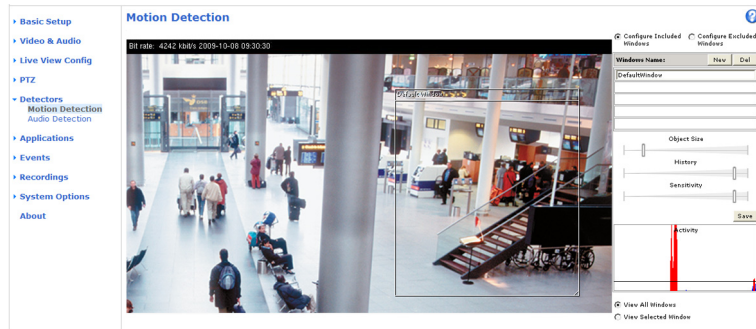 Basic Setup
Video & Audio
Live View Config
PTZ
Detectors
Motion Detection
Audio Detection
Applications
Events
Recordings
System Options
About
Motion Detection
Bit rate: 4242 kbit/s 2009-10-08 09:30:30
Default Window
?
Configure Included Windows
Configure Excluded Windows
Windows Name:
New
Del
DefaultWindow
Object Size
History
Sensitivity
Save
Activity
View All Windows
View Selected Window